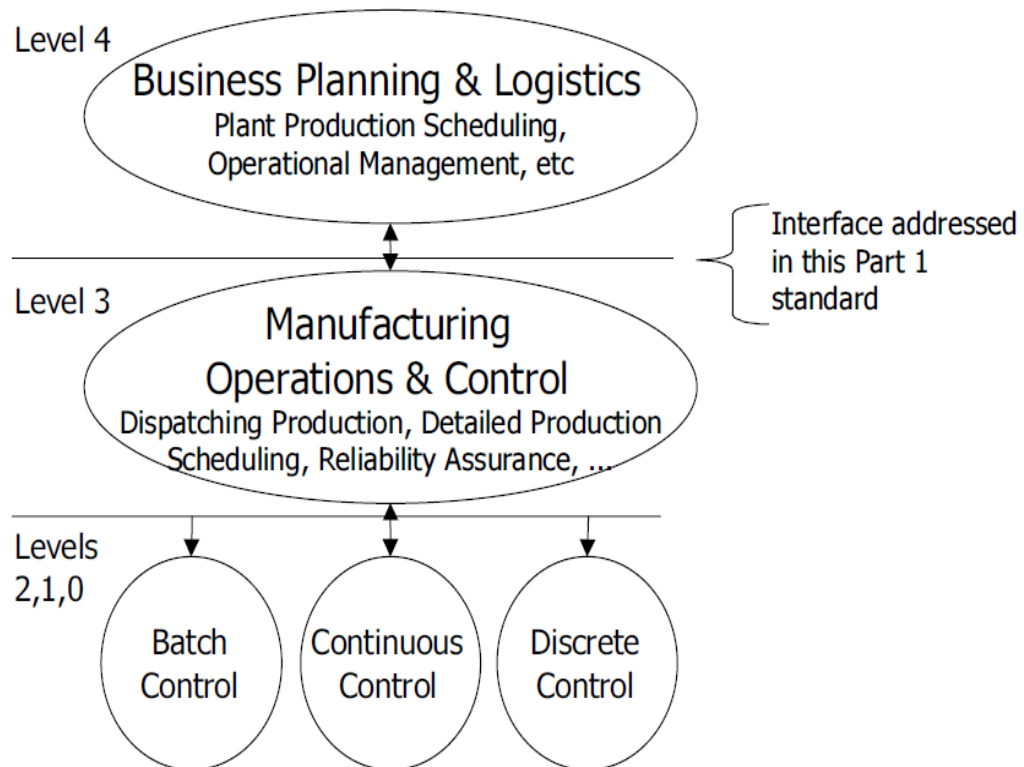 Level 4
Business Planning & Logistics
Plant Production Scheduling,
Operational Management, etc
Interface addressed
in this Part 1
standard
Level 3
Manufacturing
Operations & Control
Dispatching Production, Detailed Production
Scheduling, Reliability Assurance, ...
Levels
2,1,0
Batch
Control
Continuous
Control
Discrete
Control